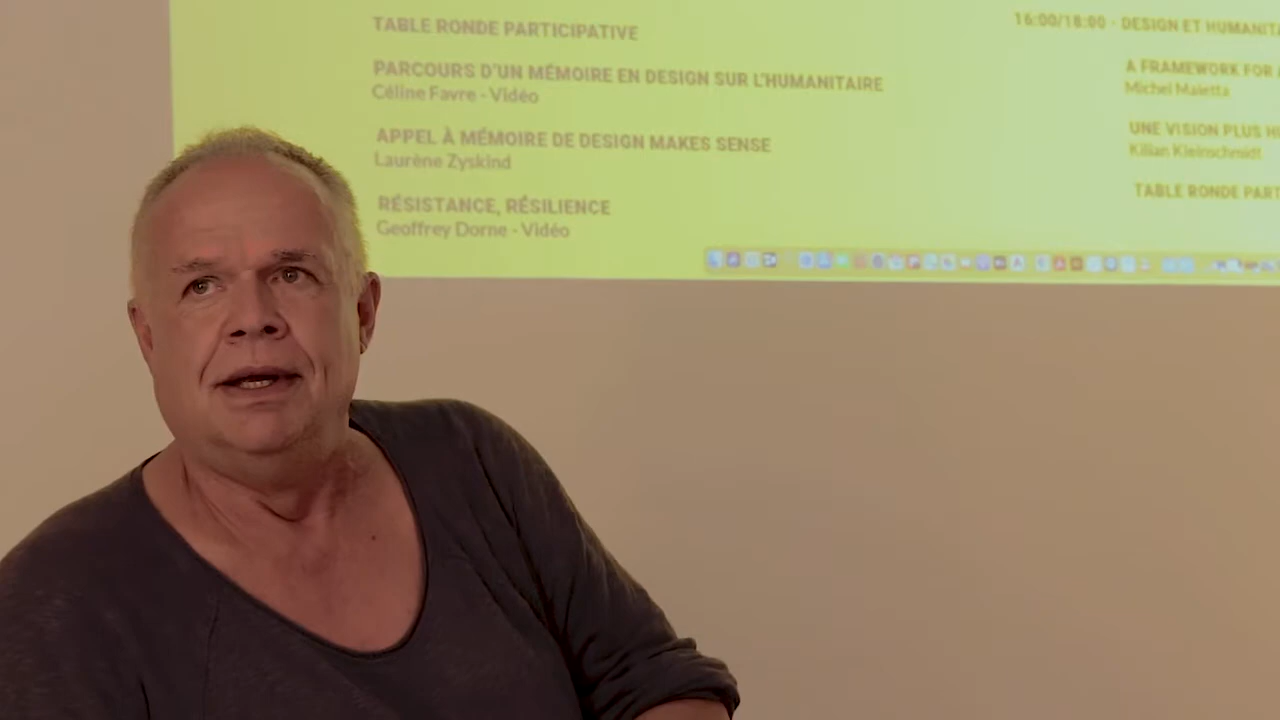 TABLE RONDE PARTICIPATIVE
PARCOURS D'UN MÉMOIRE EN DESIGN SUR L'HUMANITAIRE
Céline Favre - Vidéo
APPEL À MÉMOIRE DE DESIGN MAKES SENSE
Laurène Zyskind
RÉSISTANCE, RÉSILIENCE
Geoffrey Dorne - Vidéo
16:00/18:00 - DESIGN ET HUMANITA
A FRAMEWORK FOR
Michel Maietta
UNE VISION PLUS H
Kilian Kleinschmidt
TABLE RONDE PART